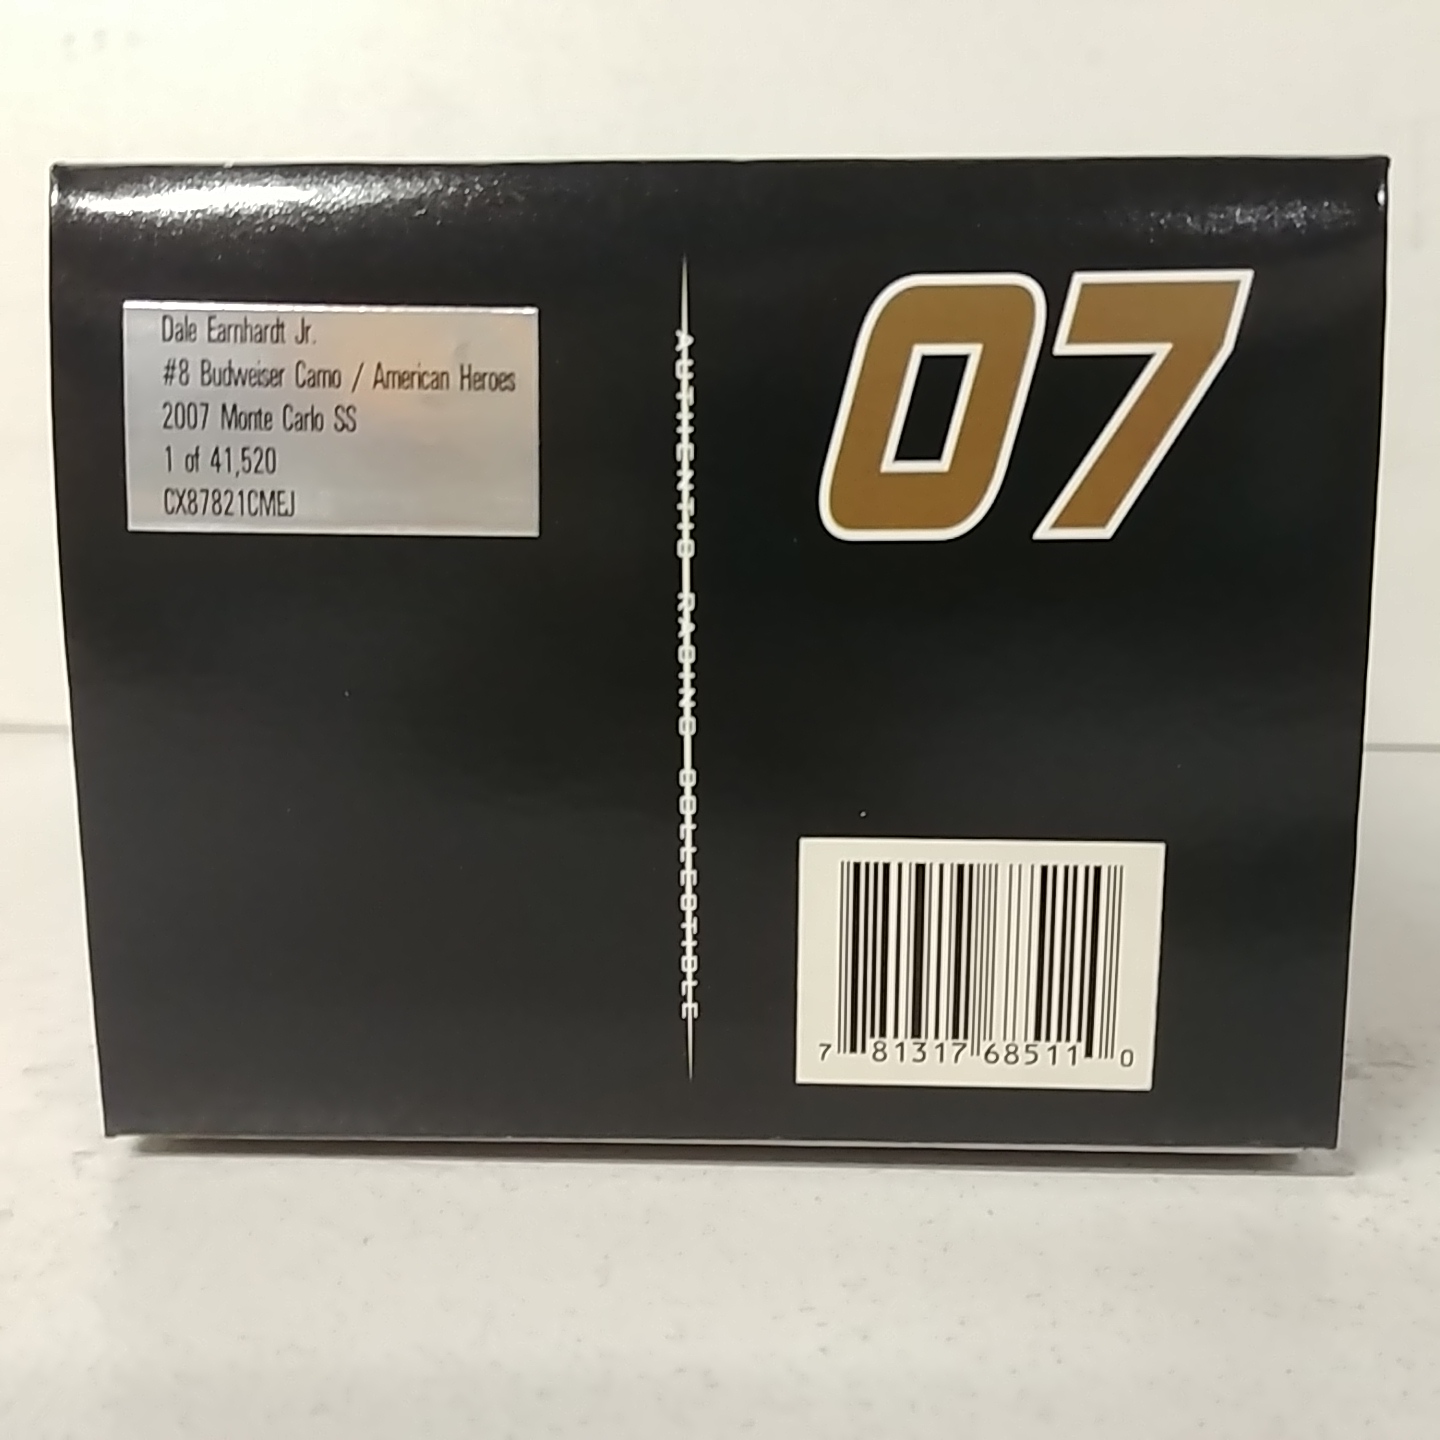 Dale Earnhardt Jr.
#8 Budweiser Camo / American Heroes
2007 Monte Carlo SS
1 of 41,520
CX87821CMEJ
AUTHENTIC RACING COLLECTIBLE
07
7 81317 68511 0